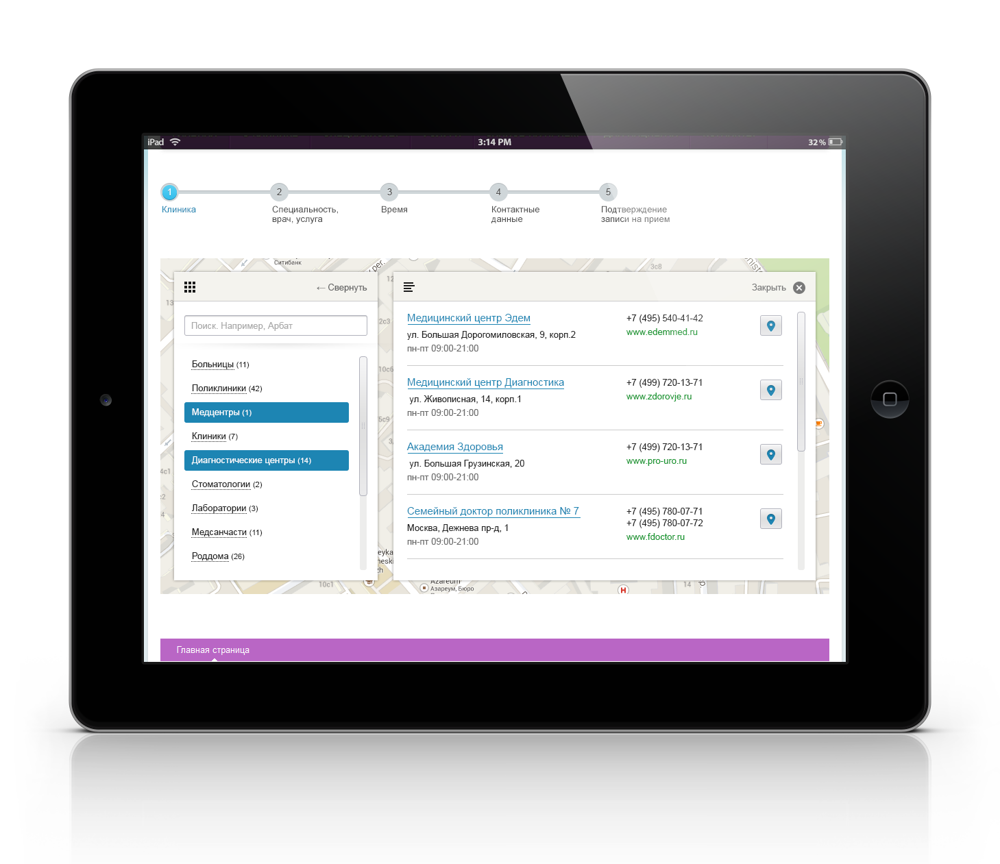 iPad
3:14 PM
32 %
1
2
3
4
5
Клиника
Специальность,
врач, услуга
Время
Контактные
данные
Подтверждение
записи на прием
Ситибанк
3c8
← Свернуть
Закрыть
Поиск. Например, Арбат
Больницы (11)
Поликлиники (42)
Медцентры (1)
Клиники (7)
Диагностические центры (14)
Стоматологии (2)
Лаборатории (3)
Медсанчасти (11)
Роддома (26)
Медицинский центр Эдем
ул. Большая Дорогомиловская, 9, корп.2
пн-пт 09:00-21:00
+7 (495) 540-41-42
www.edemmed.ru
Медицинский центр Диагностика
ул. Живописная, 14, корп.1
пн-пт 09:00-21:00
+7 (499) 720-13-71
www.zdorovje.ru
Академия Здоровья
ул. Большая Грузинская, 20
пн-пт 09:00-21:00
+7 (499) 720-13-71
www.pro-uro.ru
Семейный доктор поликлиника № 7
Москва, Дежнева пр-д, 1
пн-пт 09:00-21:00
+7 (495) 780-07-71
+7 (495) 780-07-72
www.fdoctor.ru
10c1
Azareum
Азареум, Бюро
H
14
Главная страница